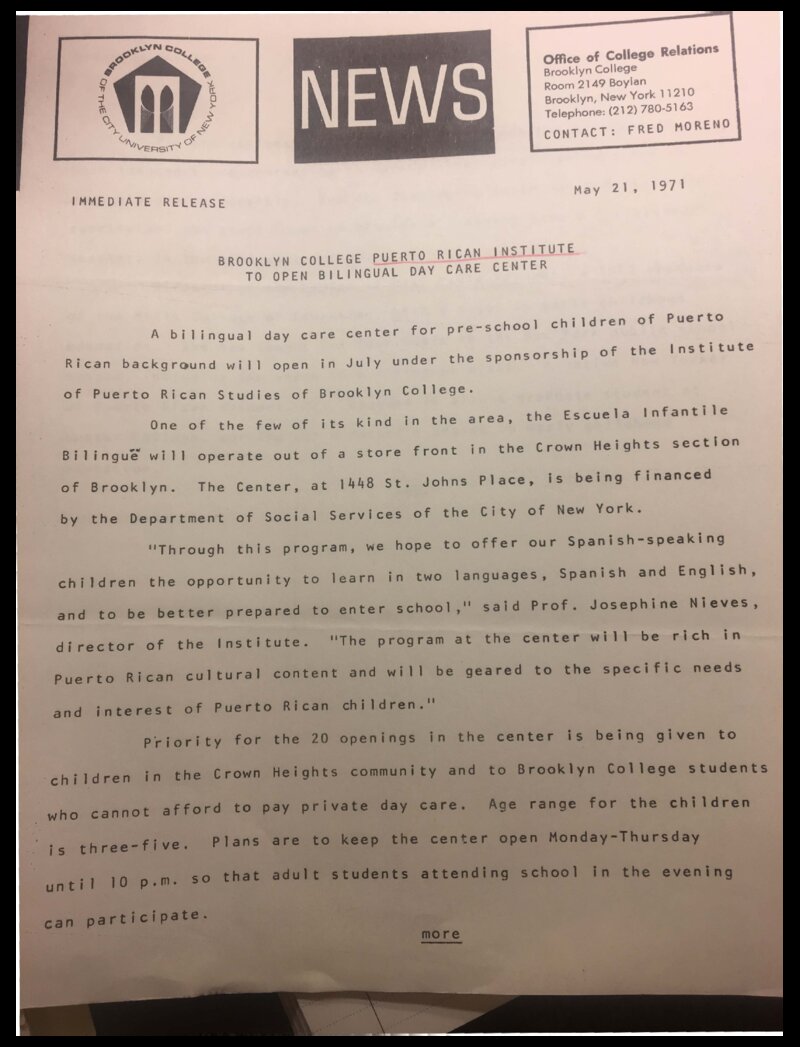 BROOKLYN COLLEGE
OF THE CITY UNIVERSITY OF NEW YORK
NEWS
Office of College Relations
Brooklyn College
Room 2149 Boylan
Brooklyn, New York 11210
Telephone: (212) 780-5163
CONTACT: FRED MORENO
IMMEDIATE RELEASE
May 21, 1971
BROOKLYN COLLEGE PUERTO RICAN INSTITUTE
TO OPEN BILINGUAL DAY CARE CENTER
A bilingual day care center for pre-school children of Puerto
Rican background will open in July under the sponsorship of the Institute
of Puerto Rican Studies of Brooklyn College.
One of the few of its kind in the area, the Escuela Infantile
Bilingue will operate out of a store front in the Crown Heights section
of Brooklyn. The Center, at 1448 St. Johns Place, is being financed
by the Department of Social Services of the City of New York.
"Through this program, we hope to offer our Spanish-speaking
children the opportunity to learn in two languages, Spanish and English,
and to be better prepared to enter school," said Prof. Josephine Nieves,
director of the Institute. "The program at the center will be rich in
Puerto Rican cultural content and will be geared to the specific needs
and interest of Puerto Rican children."
Priority for the 20 openings in the center is being given to
children in the Crown Heights community and to Brooklyn College students
who cannot afford to pay private day care. Age range for the children
is three-five. Plans are to keep the center open Monday-Thursday
until 10 p.m. so that adult students attending school in the evening
can participate.
more